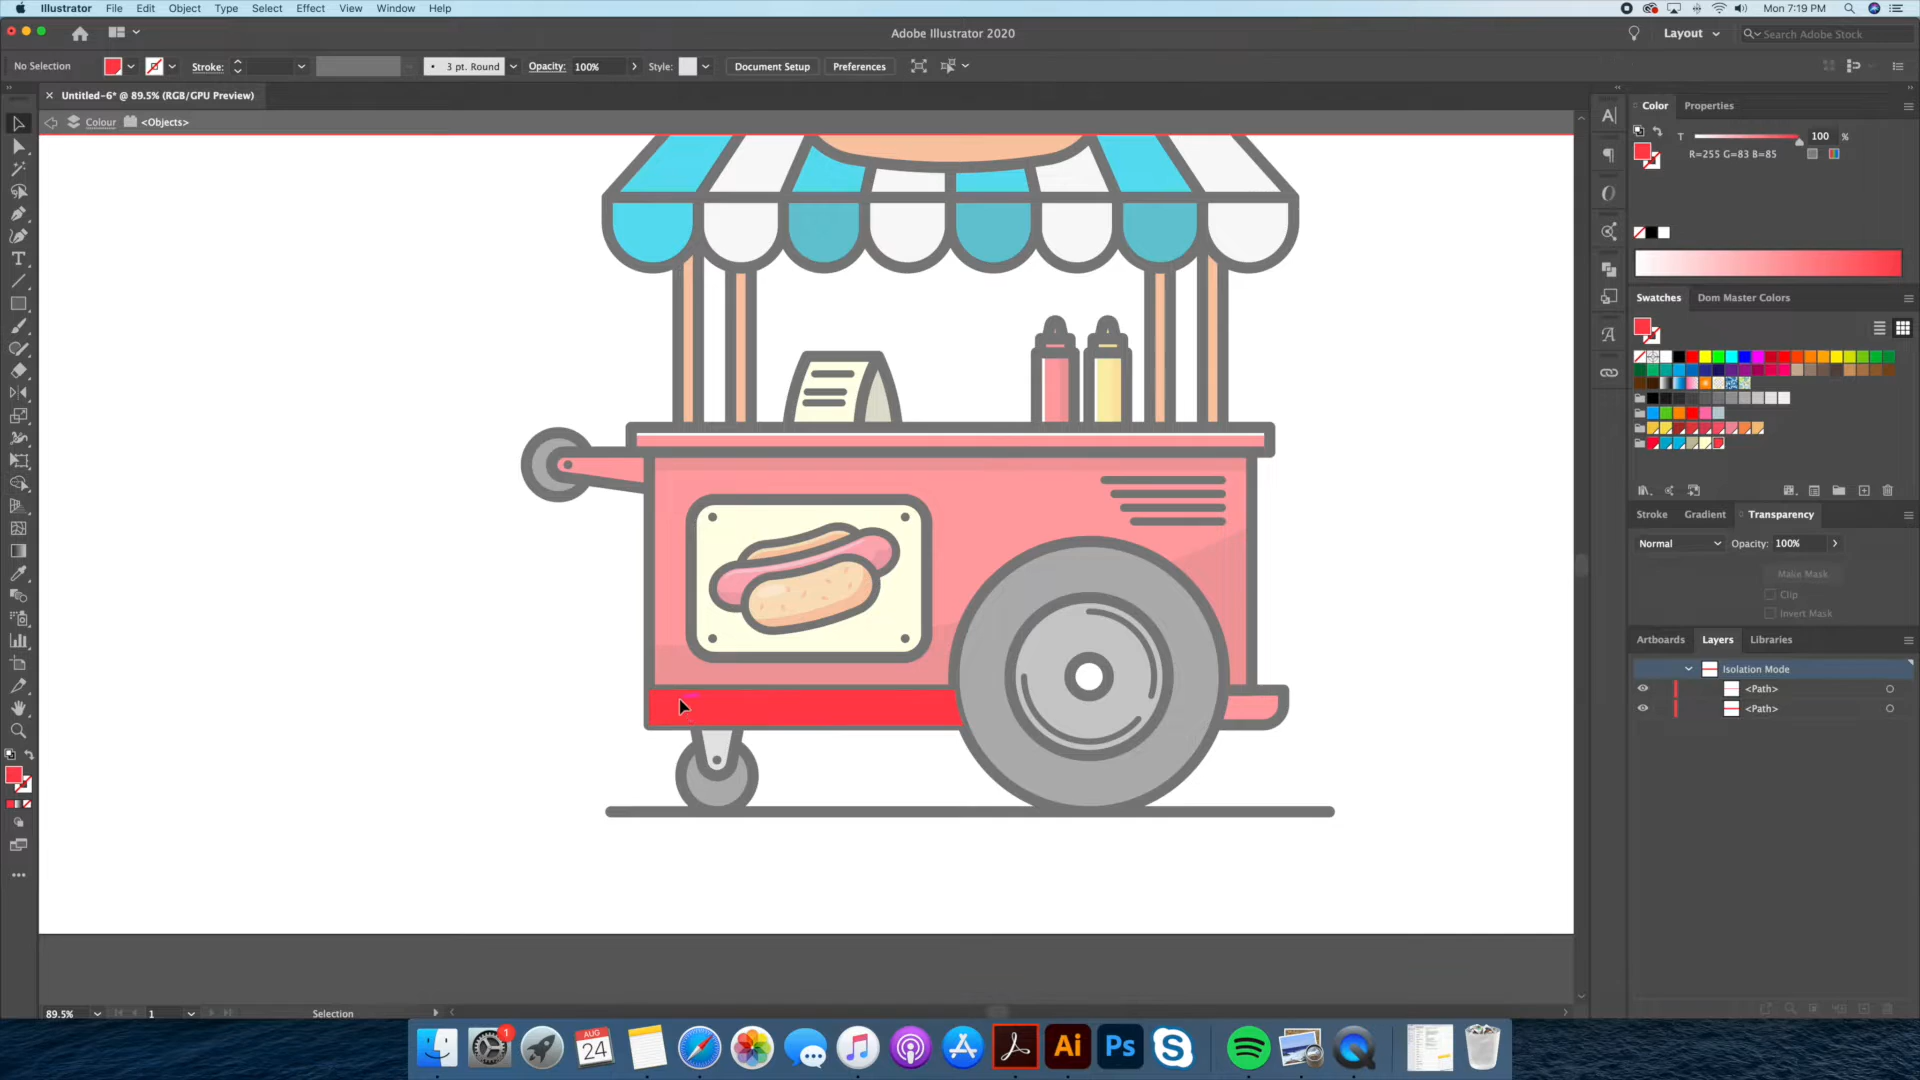 Illustrator File Edit Object Type Select Effect View Window Help
Mon 7:19 PM
Adobe Illustrator 2020
Layout
Search Adobe Stock
No Selection
Stroke:
3 pt. Round
Opacity: 100%
Style:
Document Setup
Preferences
Untitled-6* @ 89.5% (RGB/GPU Preview)
Colour
<Objects>
Color
Properties
T
100 %
R=255 G=83 B=85
Swatches
Dom Master Colors
Stroke
Gradient
Transparency
Normal
Opacity: 100%
Make Mask
Clip
Invert Mask
Artboards
Layers
Libraries
Isolation Mode
<Path>
<Path>
89.5%
1
Selection
1
AUG
24
Ai
Ps